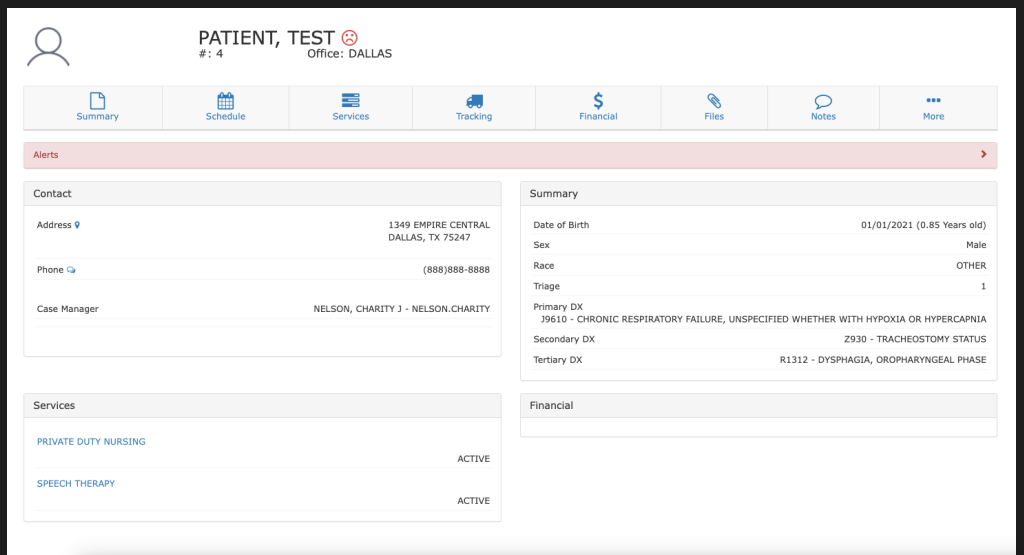 PATIENT, TEST
#: 4 Office: DALLAS
Summary Schedule Services Tracking Financial Files Notes More
Alerts
Contact
Address 1349 EMPIRE CENTRAL
DALLAS, TX 75247
Phone (888)888-8888
Case Manager NELSON, CHARITY J - NELSON.CHARITY
Summary
Date of Birth 01/01/2021 (0.85 Years old)
Sex Male
Race OTHER
Triage 1
Primary DX
J9610 - CHRONIC RESPIRATORY FAILURE, UNSPECIFIED WHETHER WITH HYPOXIA OR HYPERCAPNIA
Secondary DX Z930 - TRACHEOSTOMY STATUS
Tertiary DX R1312 - DYSPHAGIA, OROPHARYNGEAL PHASE
Services
PRIVATE DUTY NURSING
ACTIVE
SPEECH THERAPY
ACTIVE
Financial